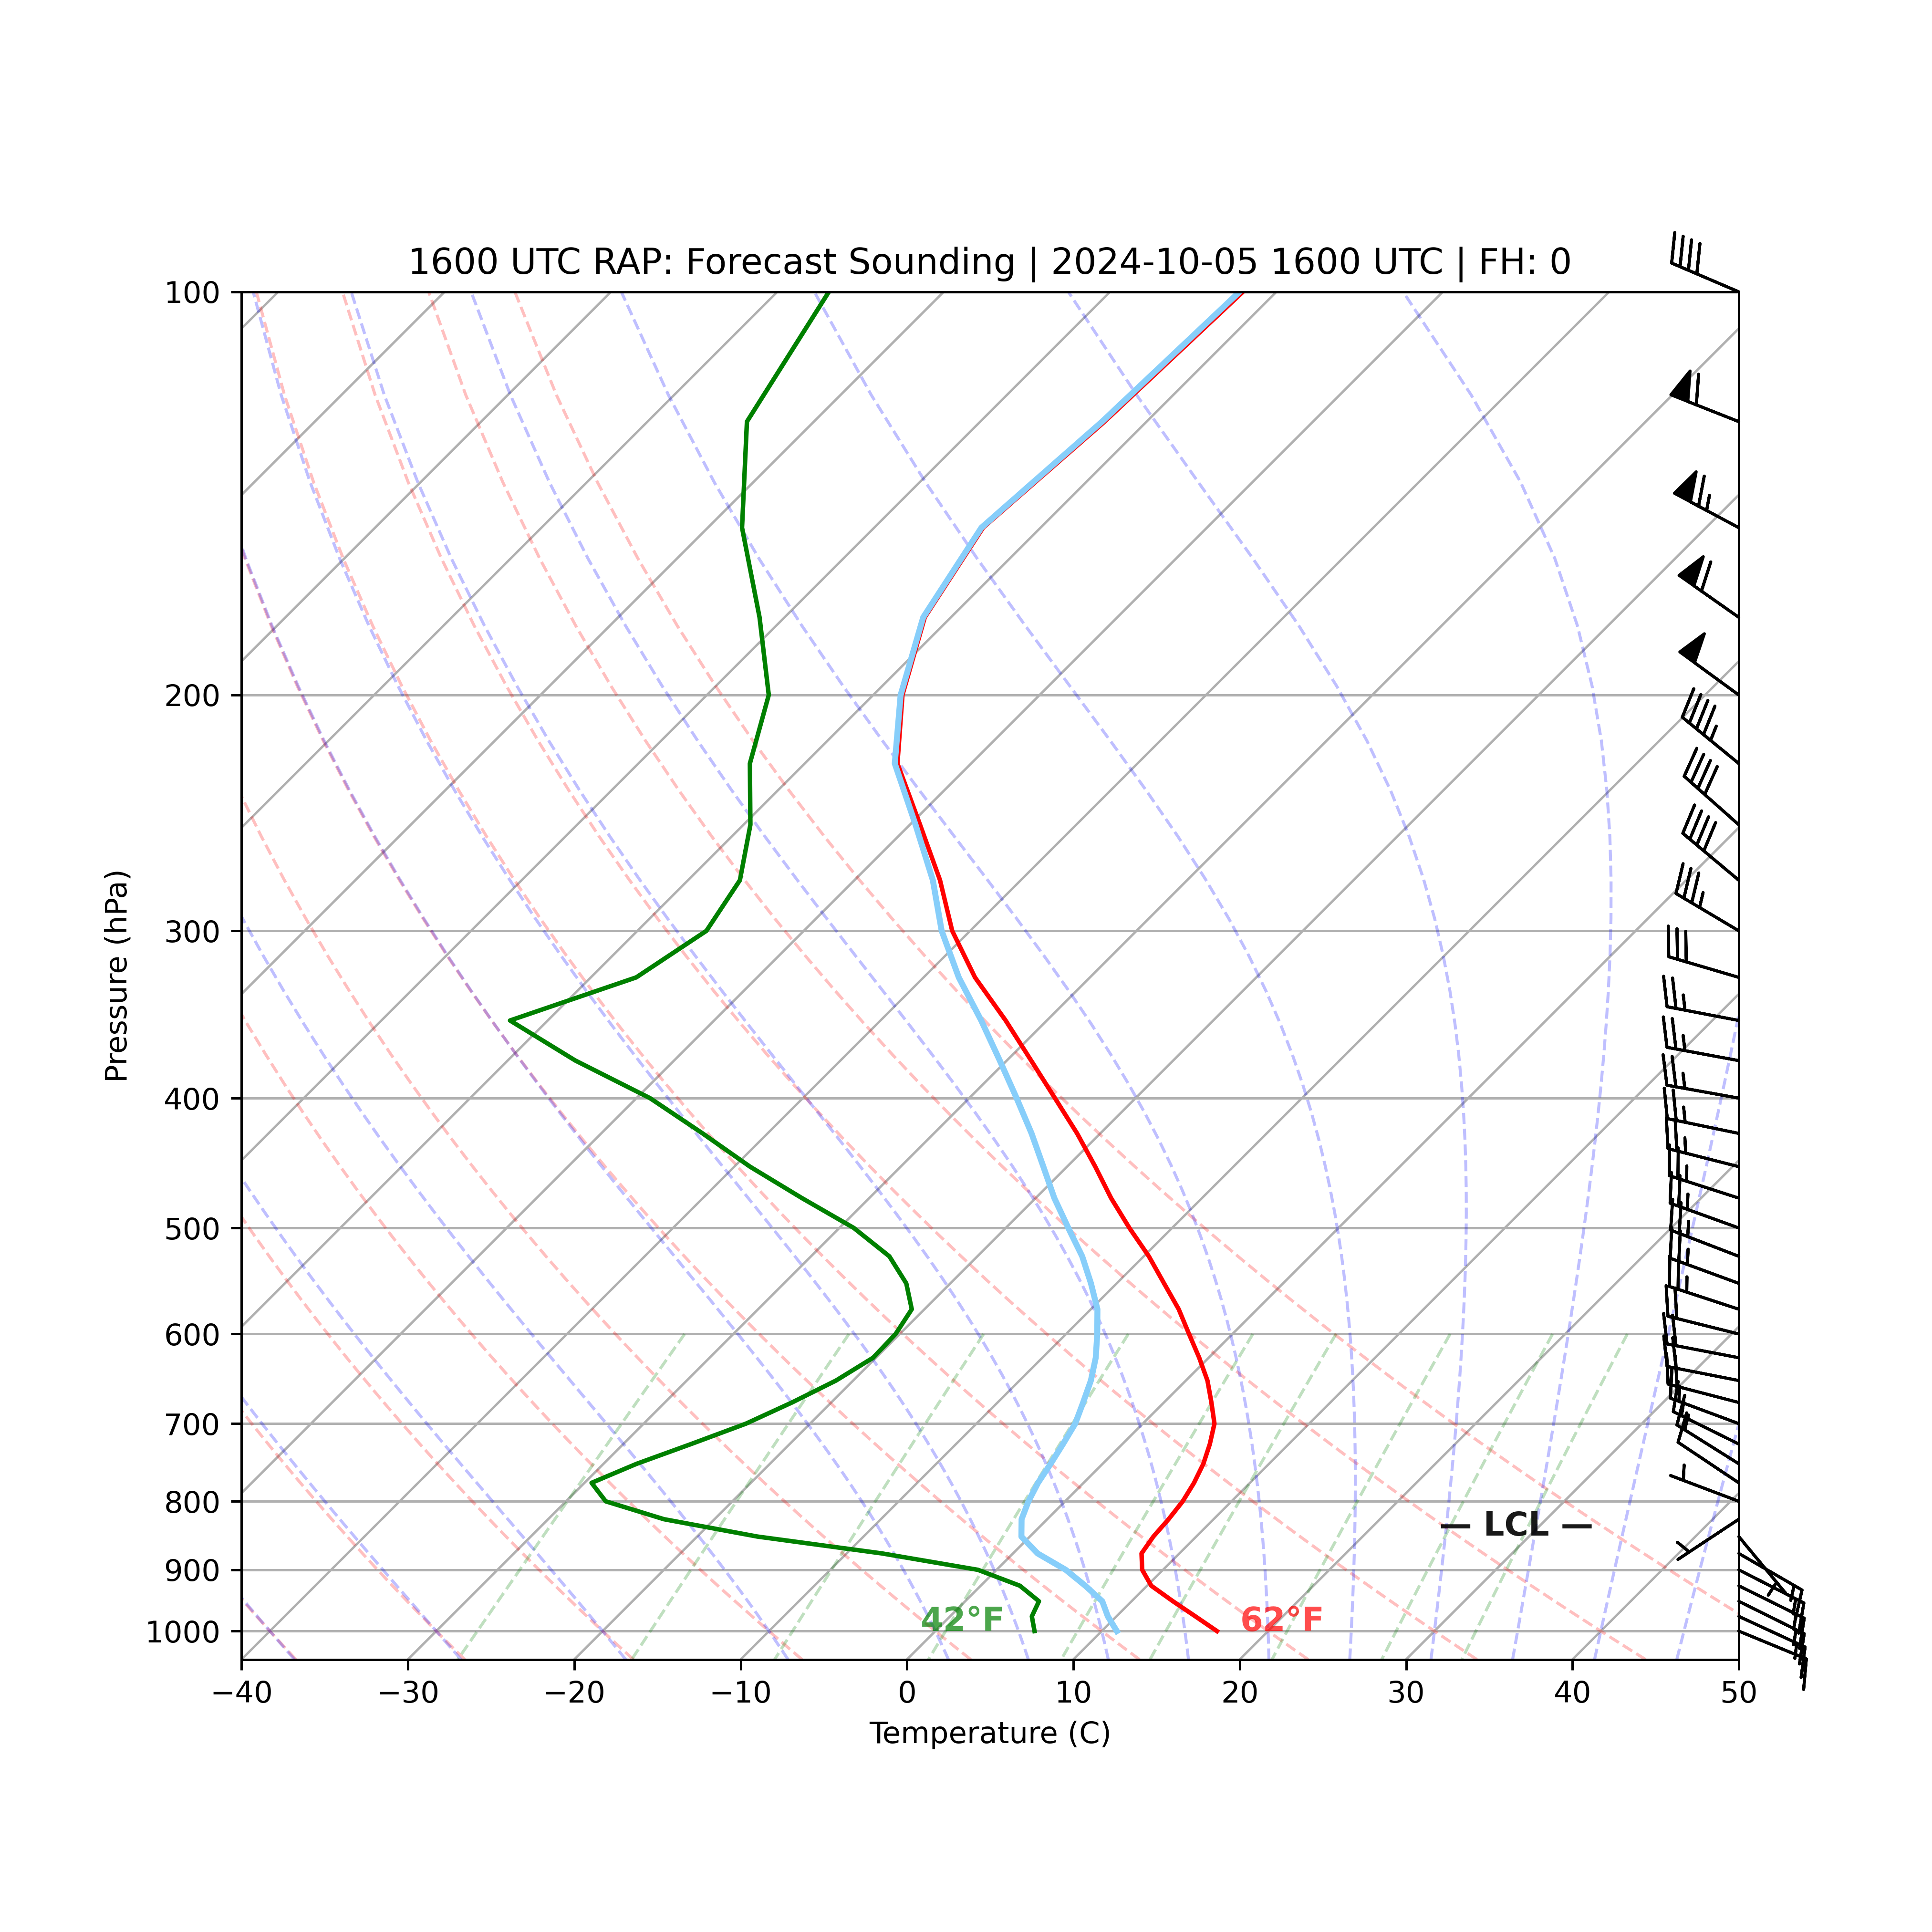 1600 UTC RAP: Forecast Sounding | 2024-10-05 1600 UTC | FH: 0
100
200
300
400
500
600
700
800
900
1000
Pressure (hPa)
— LCL —
42°F
62°F
−40 −30 −20 −10 0 10 20 30 40 50
Temperature (C)